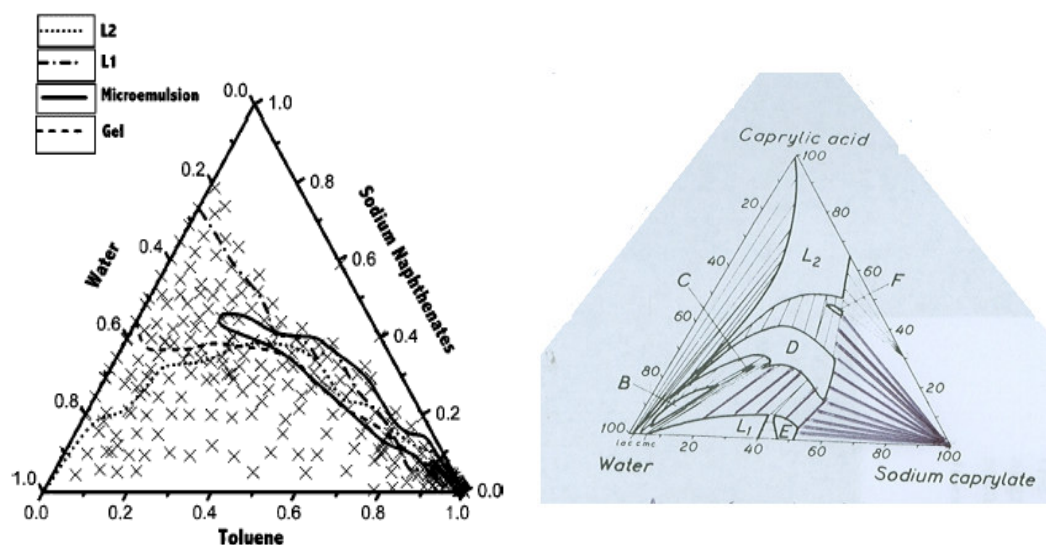 L2
L1
Microemulsion
Gel
0.0
1.0
0.2
0.8
Sodium Naphthenates
Water
0.4
0.6
0.6
0.4
0.8
0.2
1.0
0.0
0.0
0.2
0.4
0.6
0.8
1.0
Toluene
Caprylic acid
100
20
80
C
L2
40
60
F
60
40
D
80
20
B
100
L1
E
20
40
60
80
100
Water
Sodium caprylate